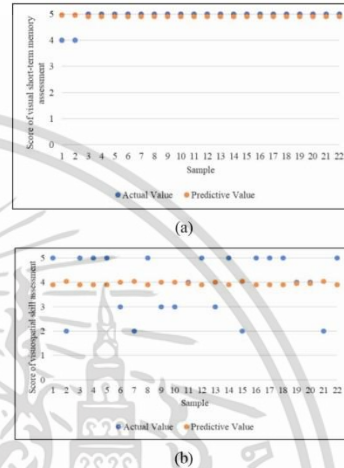 Score of visual short-term memory
assessment
5
4
3
2
1
0
1 2 3 4 5 6 7 8 9 10 11 12 13 14 15 16 17 18 19 20 21 22
Sample
Actual Value Predictive Value
(a)
Score of visuospatial skill assessment
5
4
3
2
1
0
1 2 3 4 5 6 7 8 9 10 11 12 13 14 15 16 17 18 19 20 21 22
Sample
Actual Value Predictive Value
(b)